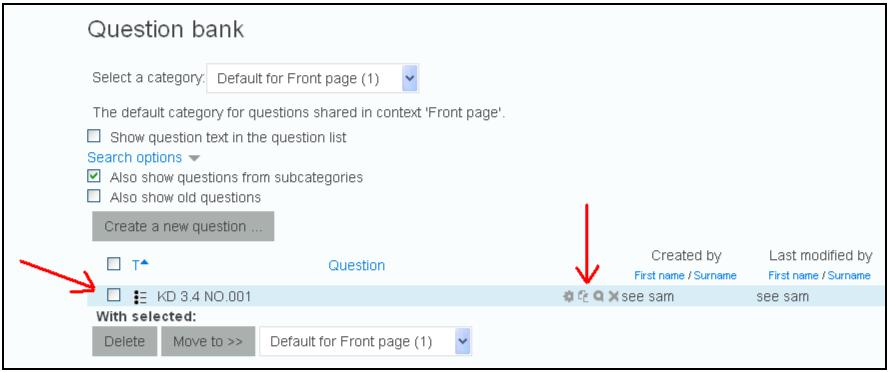 Question bank
Select a category: Default for Front page (1)
The default category for questions shared in context 'Front page'.
Show question text in the question list
Search options
Also show questions from subcategories
Also show old questions
Create a new question ...
T Question Created by Last modified by
First name / Surname First name / Surname
KD 3.4 NO.001 see sam see sam
With selected:
Delete Move to >> Default for Front page (1)